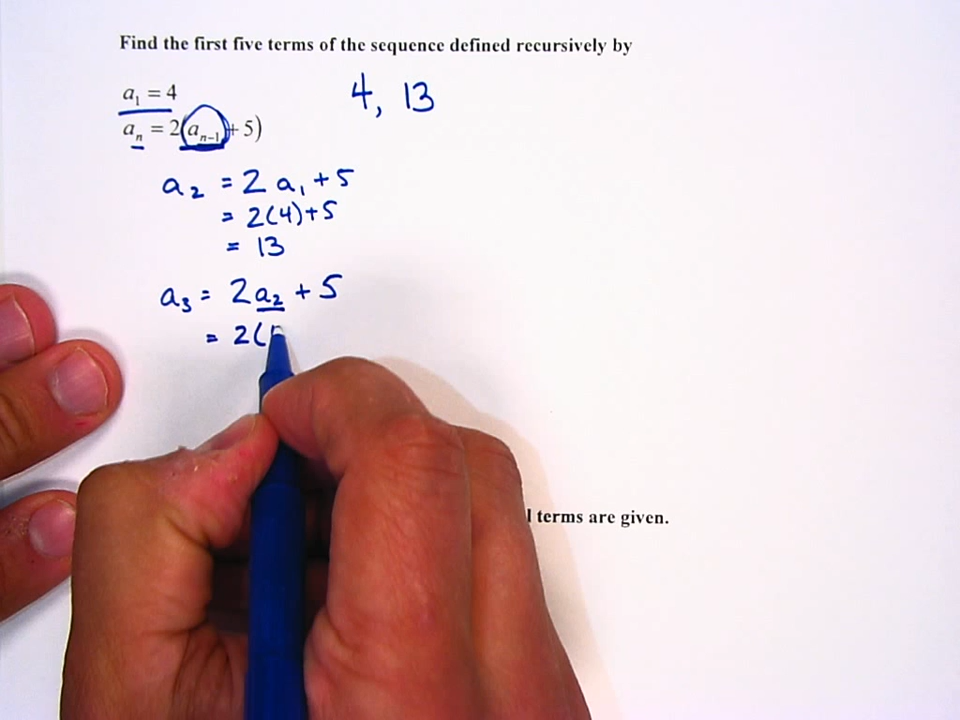 Find the first five terms of the sequence defined recursively by
a₁ = 4 4, 13
aₙ = 2(aₙ₋₁ + 5)
a₂ = 2 a₁ + 5
= 2(4)+5
= 13
a₃ = 2a₂ + 5
= 2(
terms are given.